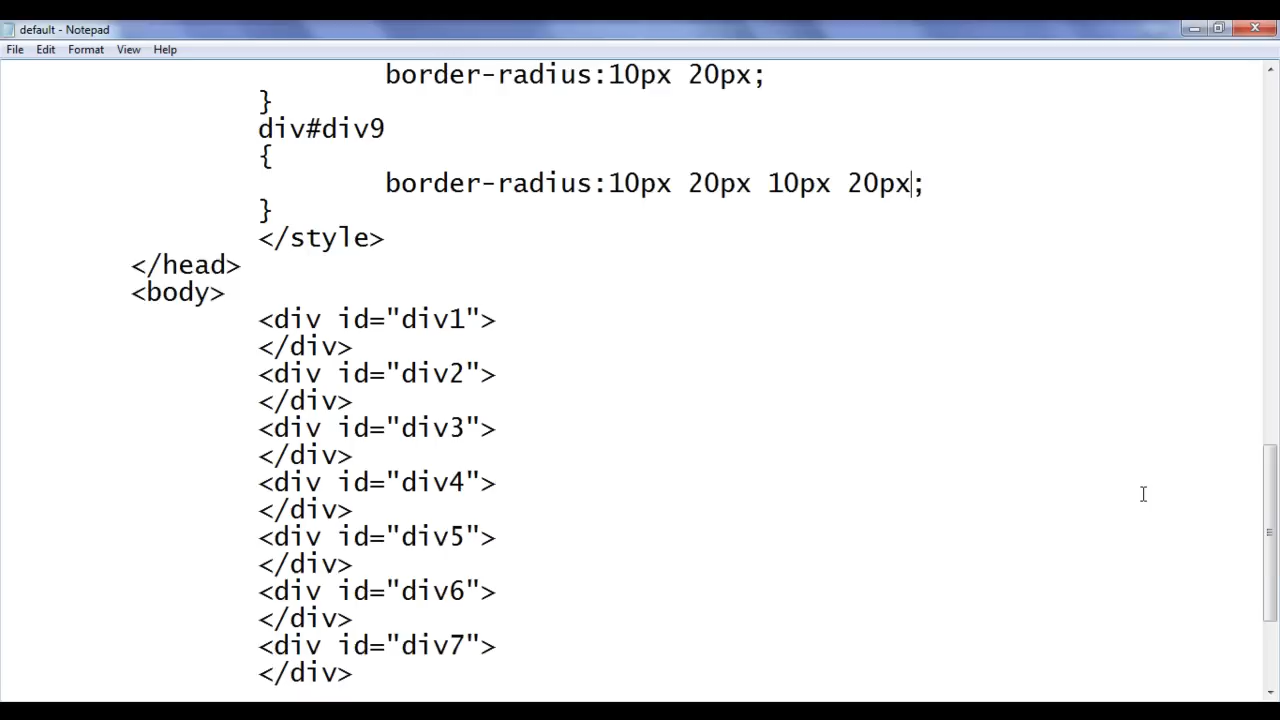 default - Notepad
File Edit Format View Help
border-radius:10px 20px;
}
div#div9
{
border-radius:10px 20px 10px 20px;
}
</style>
</head>
<body>
<div id="div1">
</div>
<div id="div2">
</div>
<div id="div3">
</div>
<div id="div4">
</div>
<div id="div5">
</div>
<div id="div6">
</div>
<div id="div7">
</div>